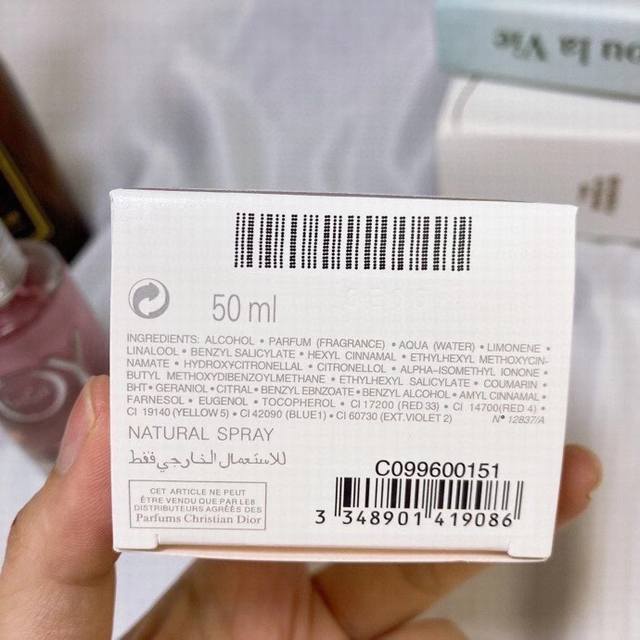 ou la Vie
50 ml
INGREDIENTS: ALCOHOL • PARFUM (FRAGRANCE) • AQUA (WATER) • LIMONENE •
LINALOOL • BENZYL SALICYLATE • HEXYL CINNAMAL • ETHYLHEXYL METHOXYCIN-
NAMATE • HYDROXYCITRONELLAL • CITRONELLOL • ALPHA-ISOMETHYL IONONE •
BUTYL METHOXYDIBENZOYLMETHANE • ETHYLHEXYL SALICYLATE • COUMARIN
BHT • GERANIOL • CITRAL • BENZYL EBNZOATE • BENZYL ALCOHOL • AMYL CINNAMAL •
FARNESOL • EUGENOL • TOCOPHEROL • CI 17200 (RED 33) • CI 14700(RED 4) •
CI 19140 (YELLOW 5) • CI 42090 (BLUE1) • CI 60730 (EXT.VIOLET 2) N° 12837/A
NATURAL SPRAY
للاستعمال الخارجي فقط
CET ARTICLE NE PEUT
ÊTRE VENDU QUE PAR LE8
DISTRIBUTEURS AGRÉÉS DES
Parfums Christian Dior
C099600151
3 348901 419086